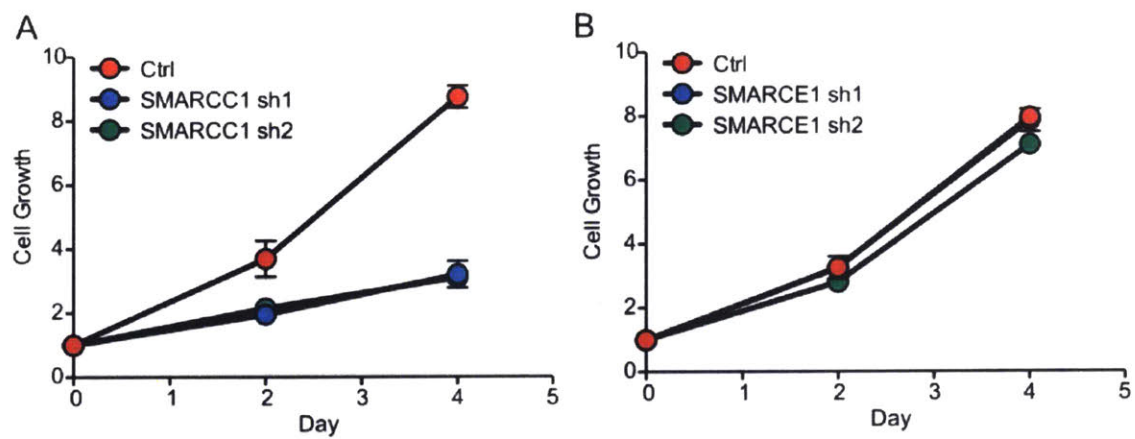 A
10
8
6
4
2
0
Ctrl
SMARCC1 sh1
SMARCC1 sh2
Cell Growth
0 1 2 3 4 5
Day
B
10
8
6
4
2
0
Ctrl
SMARCE1 sh1
SMARCE1 sh2
Cell Growth
0 1 2 3 4 5
Day